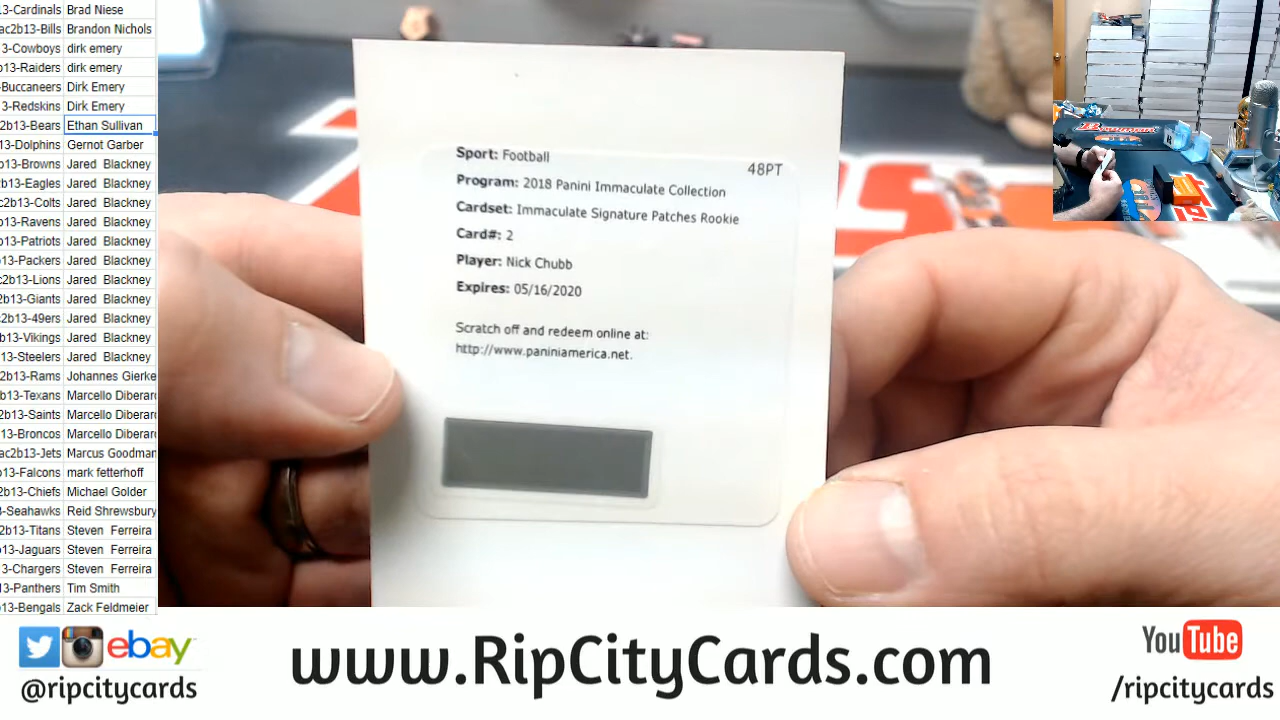 13-Cardinals Brad Niese
ac2b13-Bills Brandon Nichols
3-Cowboys dirk emery
b13-Raiders dirk emery
-Buccaneers Dirk Emery
3-Redskins Dirk Emery
2b13-Bears Ethan Sullivan
13-Dolphins Gernot Garber
b13-Browns Jared Blackney
2b13-Eagles Jared Blackney
c2b13-Colts Jared Blackney
b13-Ravens Jared Blackney
b13-Patriots Jared Blackney
b13-Packers Jared Blackney
c2b13-Lions Jared Blackney
2b13-Giants Jared Blackney
c2b13-49ers Jared Blackney
b13-Vikings Jared Blackney
13-Steelers Jared Blackney
2b13-Rams Johannes Gierke
b13-Texans Marcello Diberar
b13-Saints Marcello Diberar
13-Broncos Marcello Diberar
ac2b13-Jets Marcus Goodman
13-Falcons mark fetterhoff
2b13-Chiefs Michael Golder
3-Seahawks Reid Shrewsbury
2b13-Titans Steven Ferreira
b13-Jaguars Steven Ferreira
13-Chargers Steven Ferreira
13-Panthers Tim Smith
b13-Bengals Zack Feldmeier
48PT
Sport: Football
Program: 2018 Panini Immaculate Collection
Cardset: Immaculate Signature Patches Rookie
Card#: 2
Player: Nick Chubb
Expires: 05/16/2020
Scratch off and redeem online at:
http://www.paniniamerica.net.
Bowman
ebay
@ripcitycards
www.RipCityCards.com
YouTube
/ripcitycards